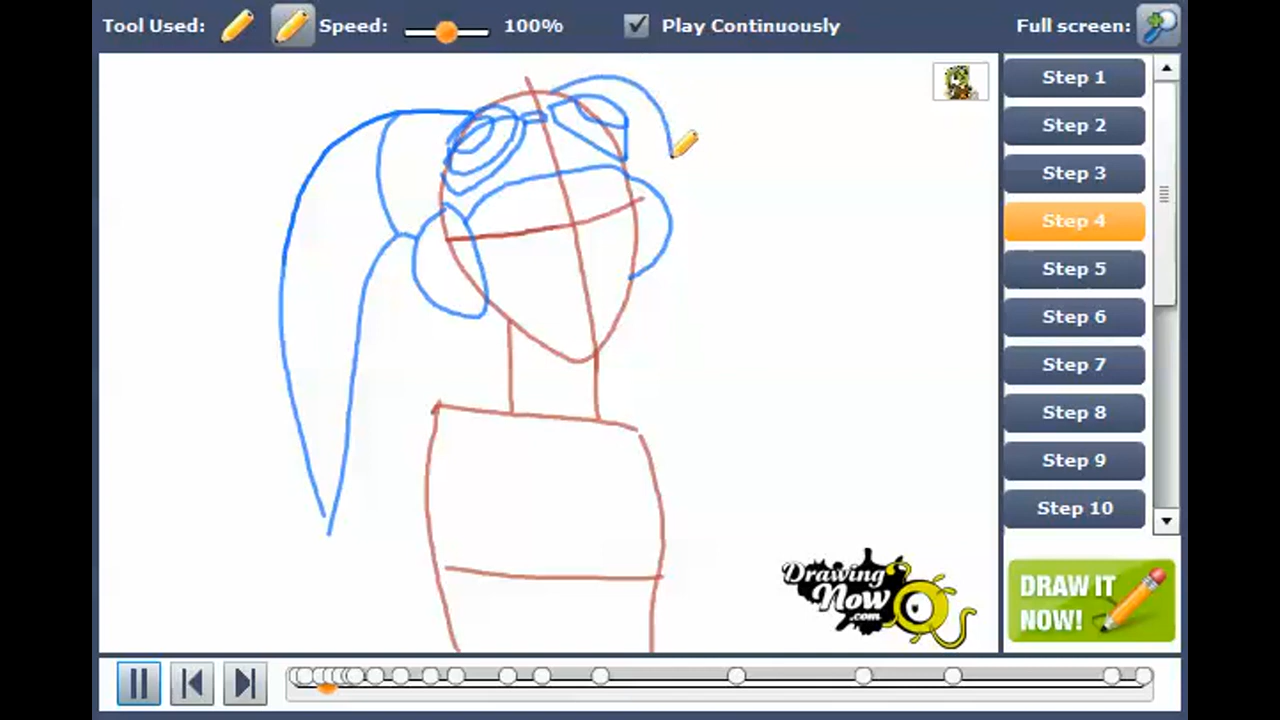 Tool Used:
Speed:
100%
Play Continuously
Full screen:
Step 1
Step 2
Step 3
Step 4
Step 5
Step 6
Step 7
Step 8
Step 9
Step 10
Drawing
Now
.com
DRAW IT
NOW!